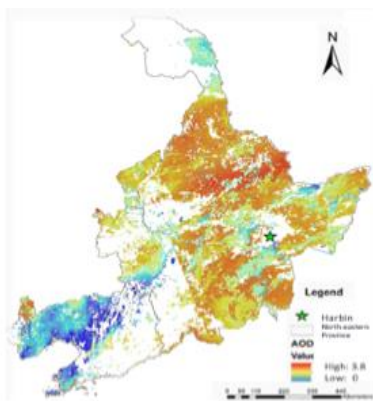 N
Legend
Harbin
North eastern
Province
AOD
Value
High: 3.8
Low: 0